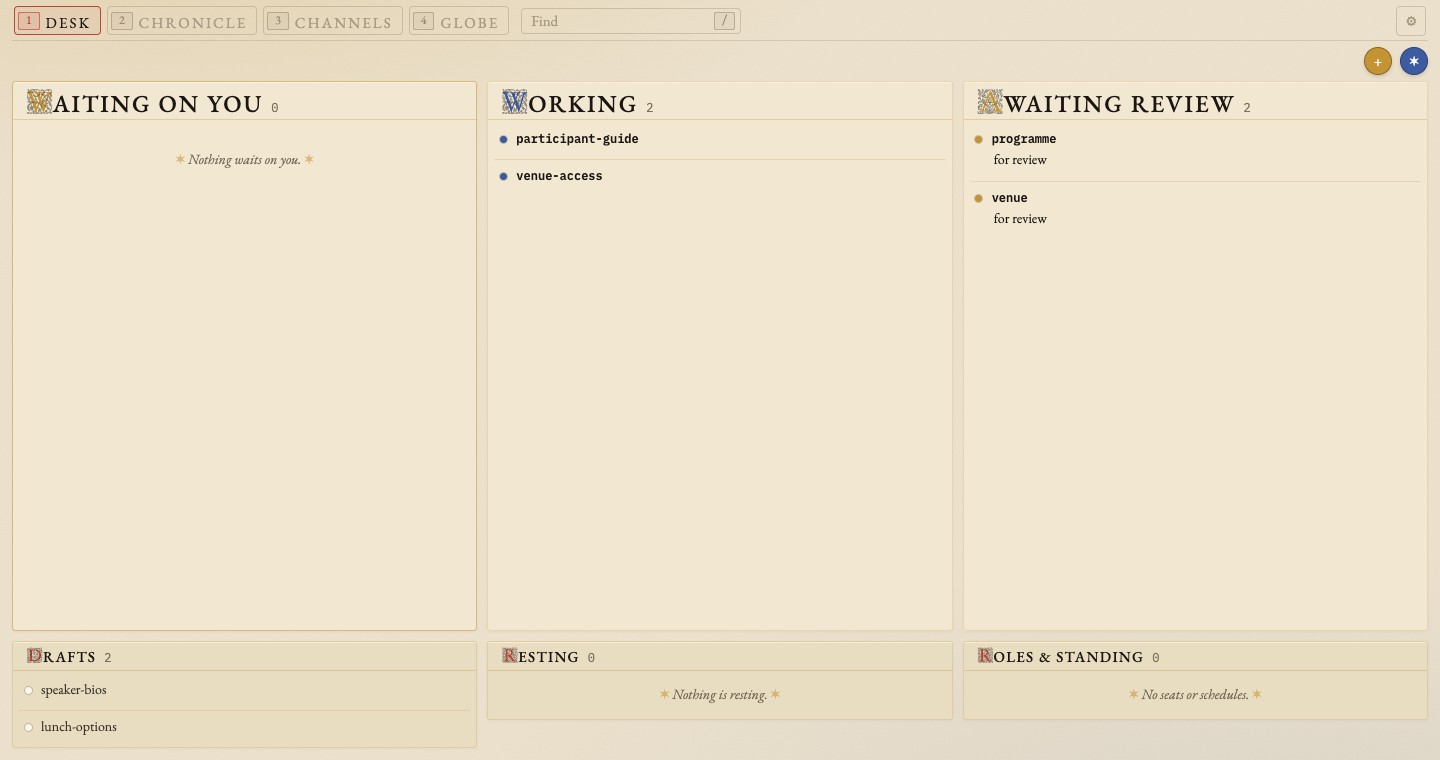 1 DESK 2 CHRONICLE 3 CHANNELS 4 GLOBE Find /
+
WAITING ON YOU 0
Nothing waits on you.
WORKING 2
participant-guide
venue-access
AWAITING REVIEW 2
programme
for review
venue
for review
DRAFTS 2
speaker-bios
lunch-options
RESTING 0
Nothing is resting.
ROLES & STANDING 0
No seats or schedules.